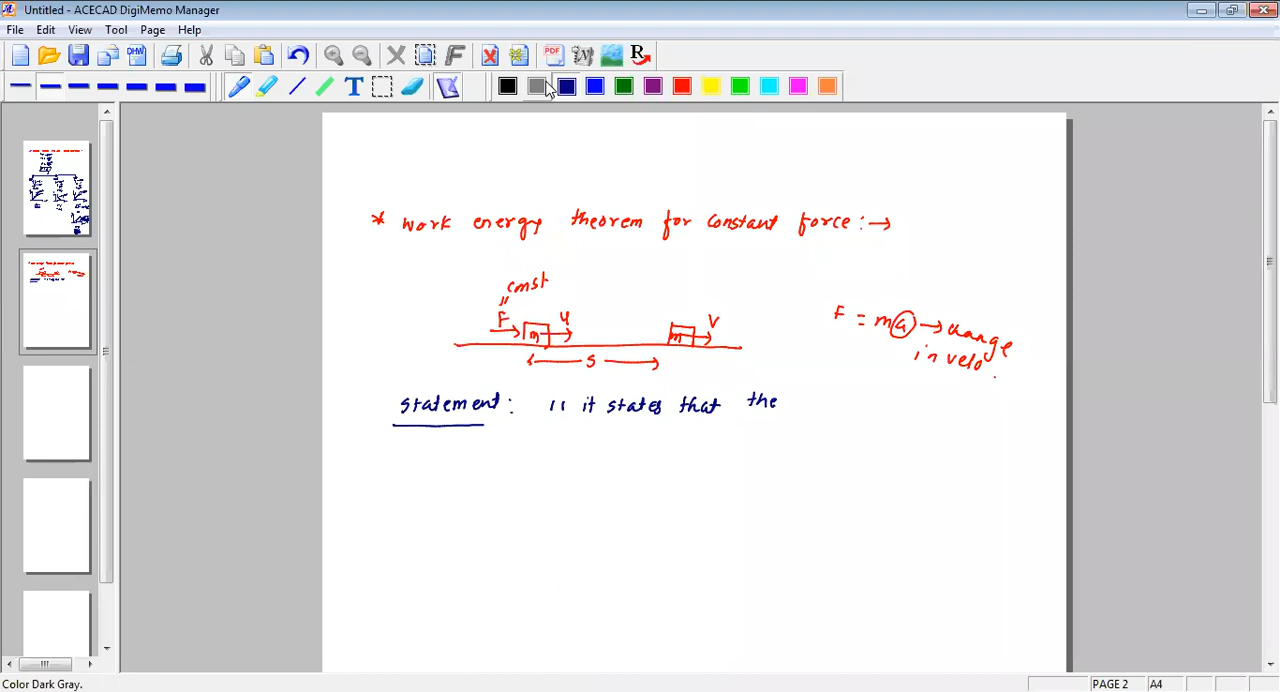 Untitled - ACECAD DigiMemo Manager
File Edit View Tool Page Help
* Work energy theorem for constant force :→
const
"
F m u m V
S
F = ma → change
in velo
Statement : " it states that the
Color Dark Gray.
PAGE 2 A4